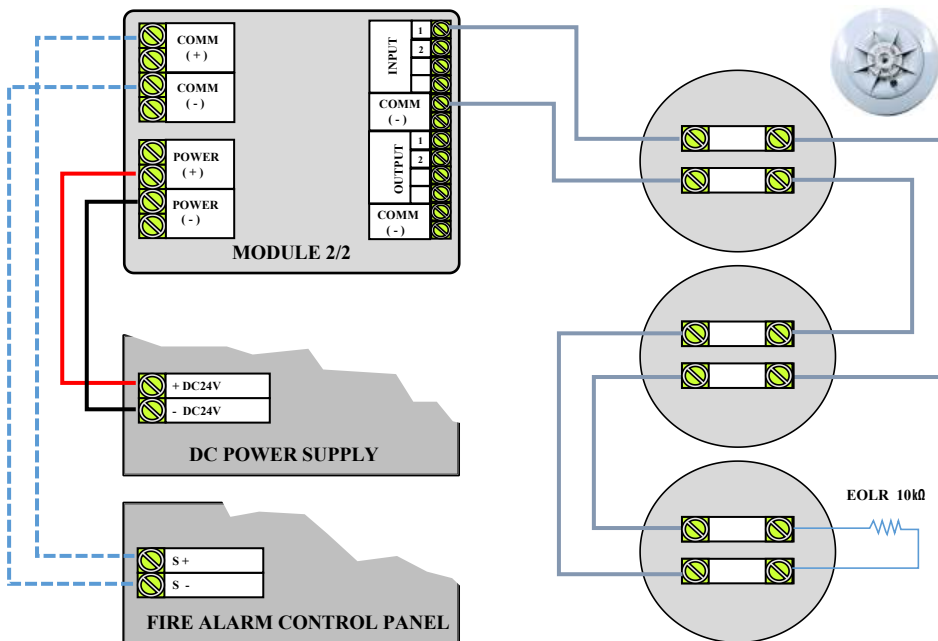 COMM
( + )
COMM
( - )
POWER
( + )
POWER
( - )
INPUT
1
2
COMM
( - )
OUTPUT
1
2
COMM
( - )
MODULE 2/2
+ DC24V
- DC24V
DC POWER SUPPLY
S +
S -
FIRE ALARM CONTROL PANEL
EOLR 10kΩ